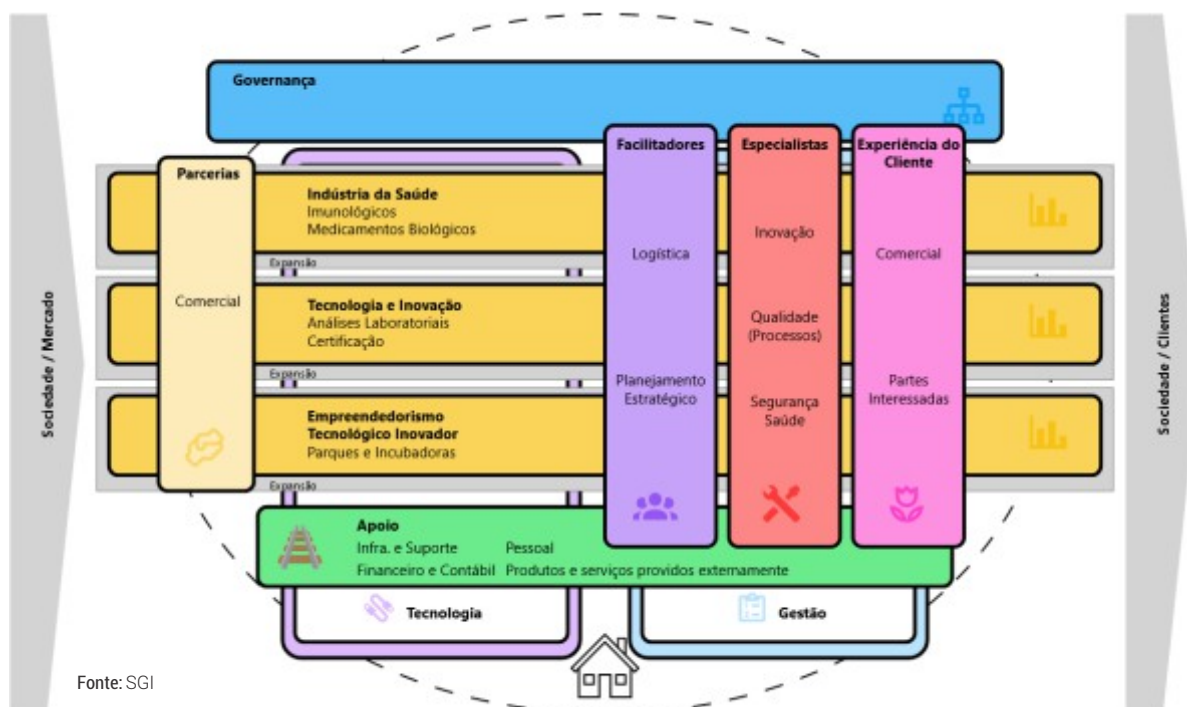 Governança
Sociedade / Mercado
Parcerias
Comercial
Facilitadores
Logística
Planejamento
Estratégico
Especialistas
Inovação
Qualidade
(Processos)
Segurança
Saúde
Experiência do
Cliente
Comercial
Partes
Interessadas
Indústria da Saúde
Imunológicos
Medicamentos Biológicos
Expansão
Tecnologia e Inovação
Análises Laboratoriais
Certificação
Expansão
Empreendedorismo
Tecnológico Inovador
Parques e Incubadoras
Expansão
Apoio
Infra. e Suporte Pessoal
Financeiro e Contábil Produtos e serviços providos externamente
Tecnologia
Gestão
Sociedade / Clientes
Fonte: SGI